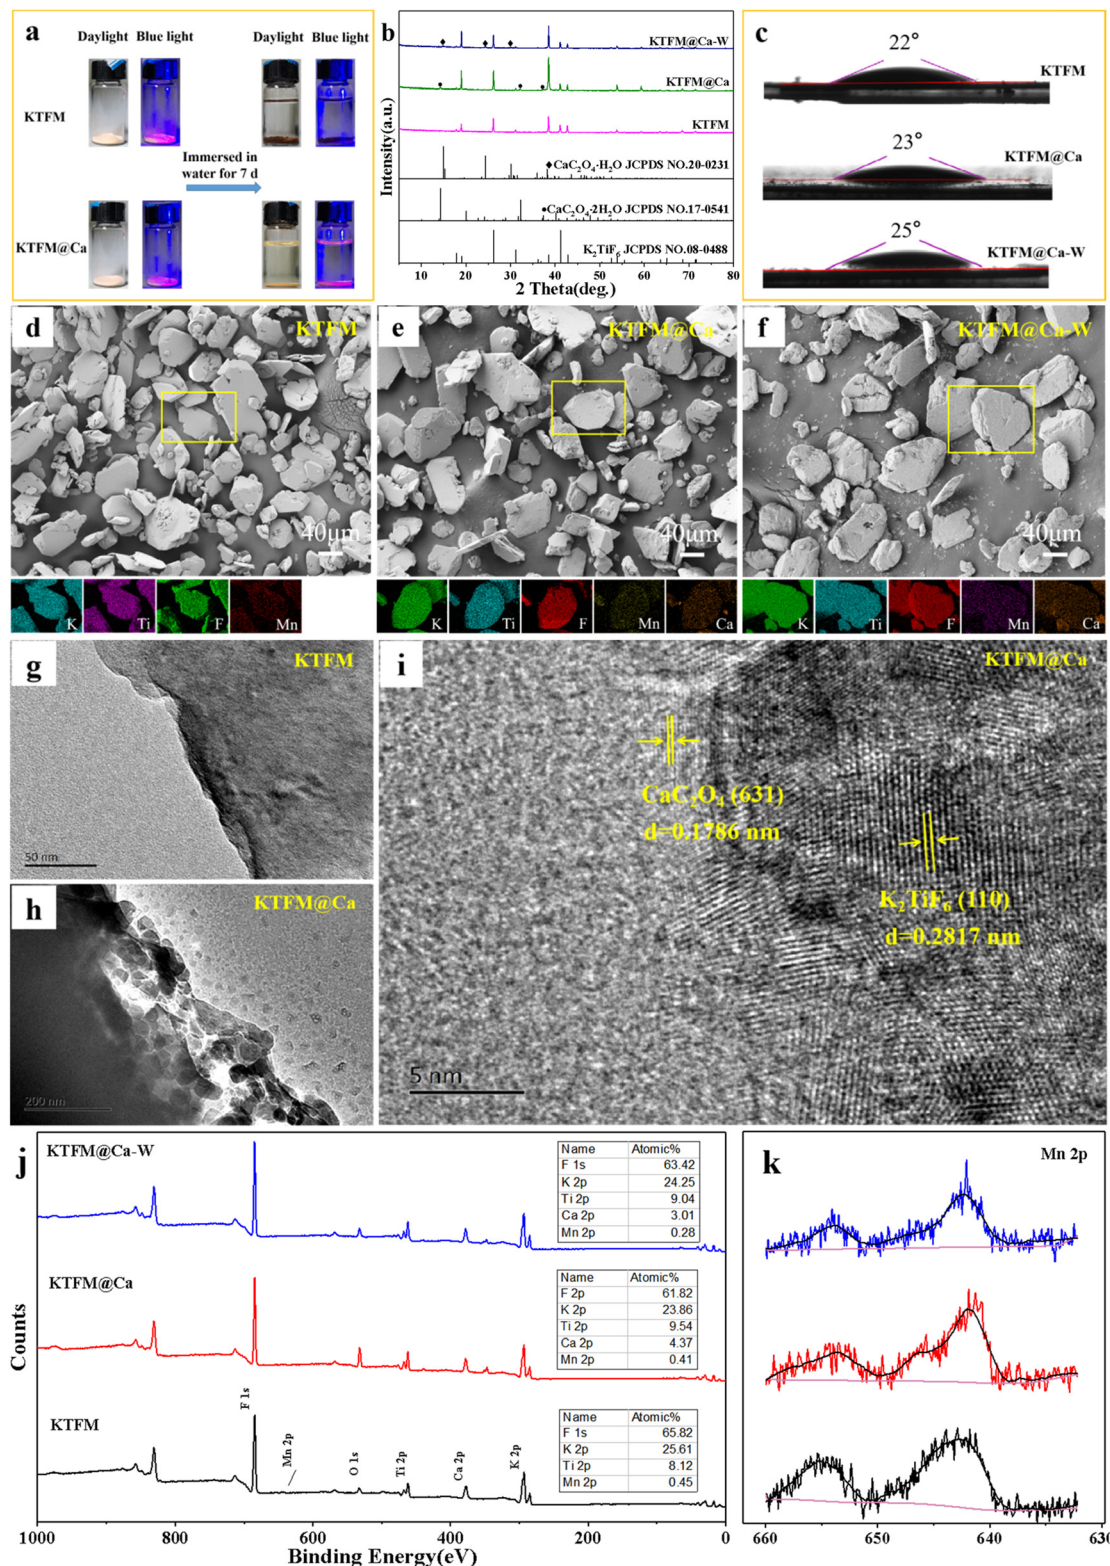 a
Daylight Blue light Daylight Blue light
KTFM
Immersed in
water for 7 d
KTFM@Ca
b
KTFM@Ca-W
KTFM@Ca
KTFM
◆CaC₂O₄·H₂O JCPDS NO.20-0231
●CaC₂O₄·2H₂O JCPDS NO.17-0541
K₂TiF₆ JCPDS NO.08-0488
Intensity(a.u.)
10 20 30 40 50 60 70 80
2 Theta(deg.)
c
22°
KTFM
23°
KTFM@Ca
25°
KTFM@Ca-W
d
KTFM
40μm
K Ti F Mn
e
KTFM@Ca
40μm
K Ti F Mn Ca
f
KTFM@Ca-W
40μm
K Ti F Mn Ca
g
KTFM
50 nm
h
KTFM@Ca
200 nm
i
KTFM@Ca
CaC₂O₄ (631)
d=0.1786 nm
K₂TiF₆ (110)
d=0.2817 nm
5 nm
j
KTFM@Ca-W
Name Atomic%
F 1s 63.42
K 2p 24.25
Ti 2p 9.04
Ca 2p 3.01
Mn 2p 0.28
KTFM@Ca
Name Atomic%
F 2p 61.82
K 2p 23.86
Ti 2p 9.54
Ca 2p 4.37
Mn 2p 0.41
KTFM
Name Atomic%
F 1s 65.82
K 2p 25.61
Ti 2p 8.12
Mn 2p 0.45
F 1s
Mn 2p
O 1s
Ti 2p
Ca 2p
K 2p
Counts
1000 800 600 400 200 0
Binding Energy(eV)
k
Mn 2p
660 650 640 630